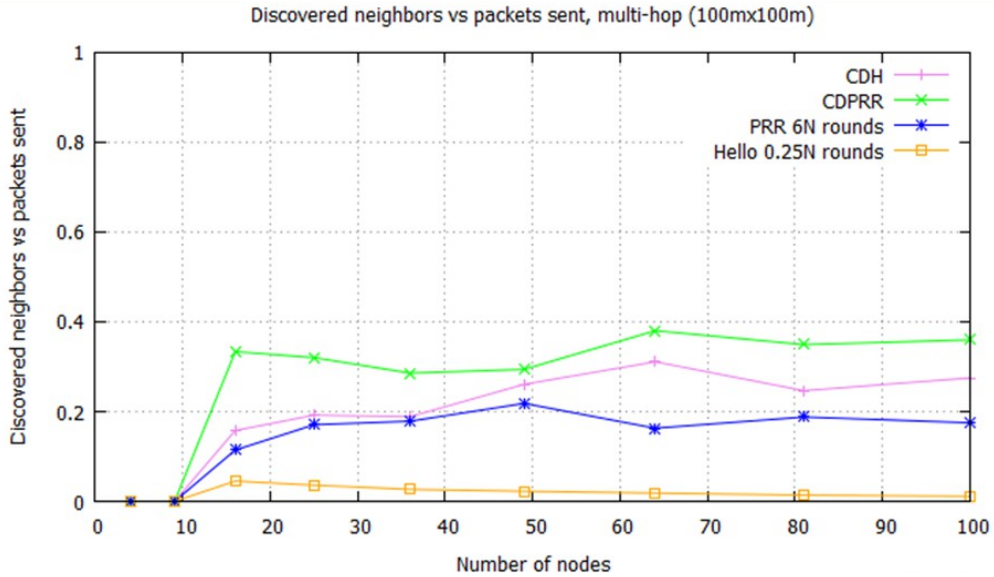 Discovered neighbors vs packets sent, multi-hop (100mx100m)
Discovered neighbors vs packets sent
1
0.8
0.6
0.4
0.2
0
CDH
CDPRR
PRR 6N rounds
Hello 0.25N rounds
0 10 20 30 40 50 60 70 80 90 100
Number of nodes